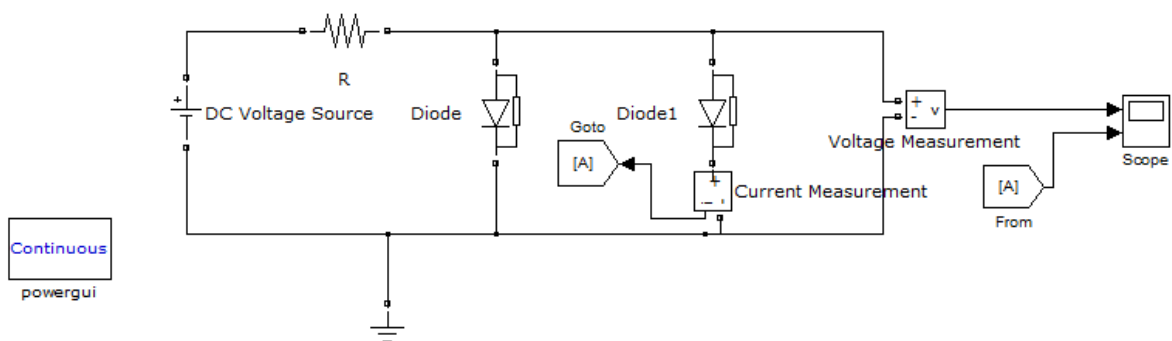 R
+
DC Voltage Source
Diode
Diode1
Goto
[A]
+
-
v
Voltage Measurement
Scope
+
-
i
Current Measurement
[A]
From
Continuous
powergui